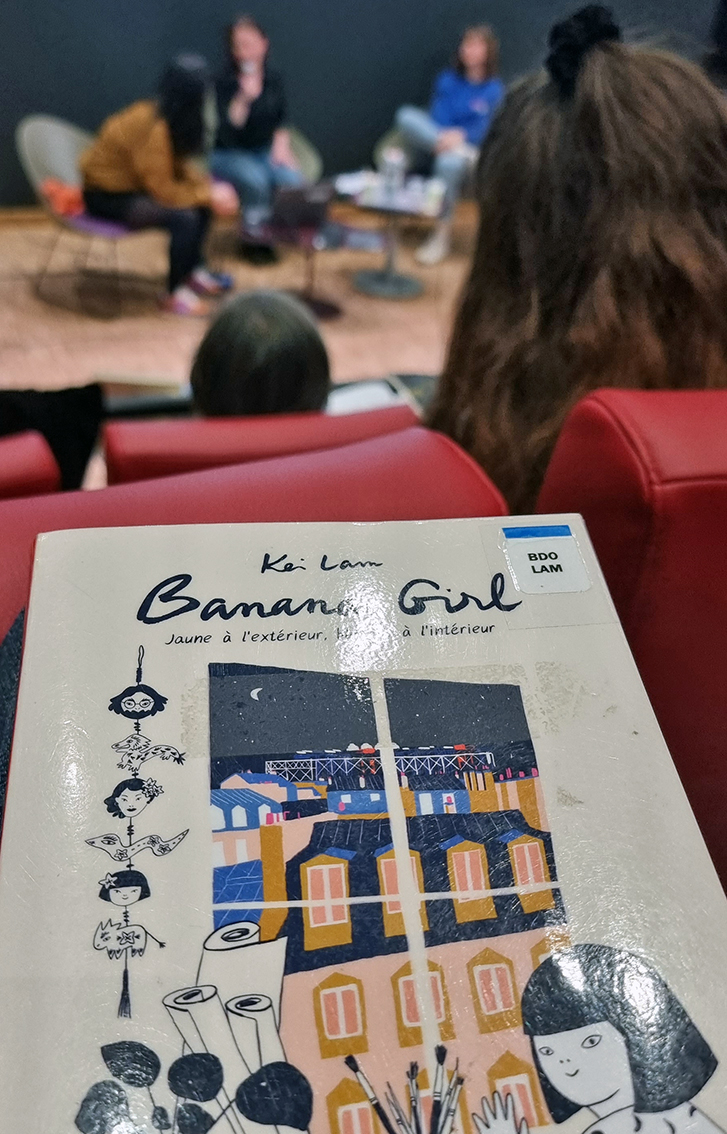 BDO
LAM
Kei Lam
Banana Girl
Jaune à l'extérieur, à l'intérieur